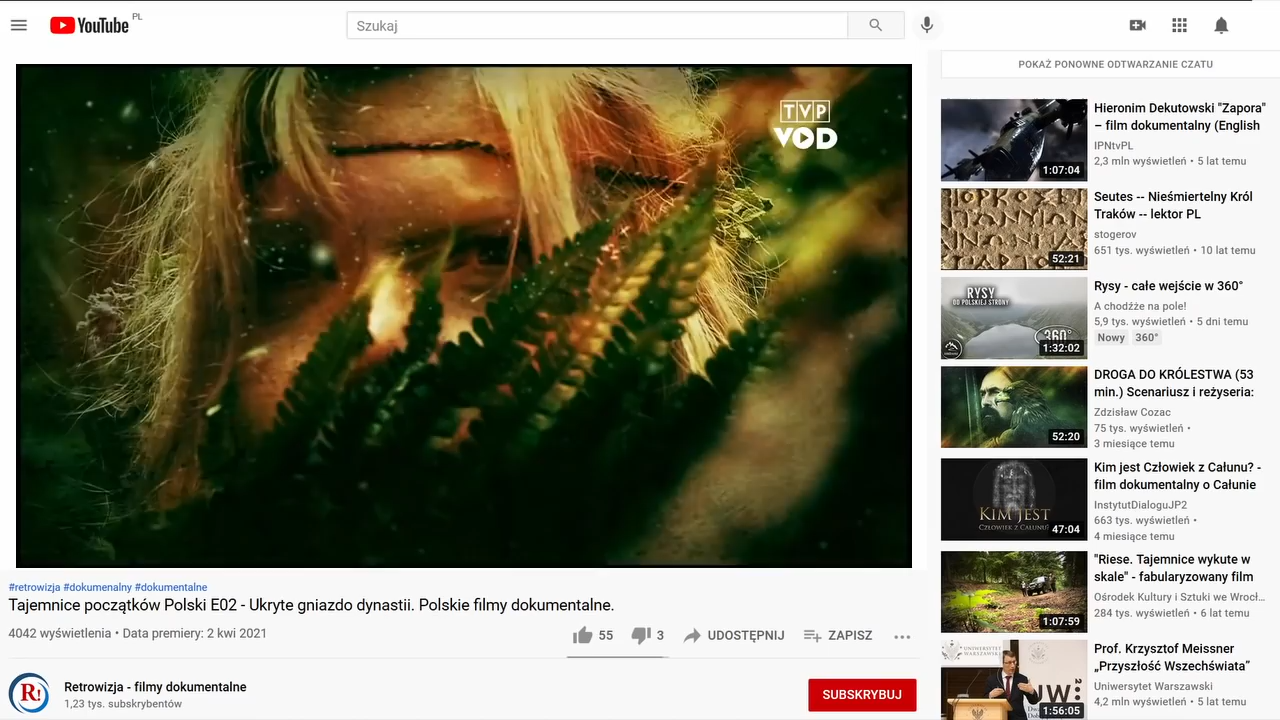 YouTube PL
Szukaj
TVP
VOD
#retrowizja #dokumenalny #dokumentalne
Tajemnice początków Polski E02 - Ukryte gniazdo dynastii. Polskie filmy dokumentalne.
4042 wyświetlenia • Data premiery: 2 kwi 2021
55
3
UDOSTĘPNIJ
ZAPISZ
R!
Retrowizja - filmy dokumentalne
1,23 tys. subskrybentów
SUBSKRYBUJ
POKAŻ PONOWNE ODTWARZANIE CZATU
1:07:04
Hieronim Dekutowski "Zapora"
– film dokumentalny (English
IPNtvPL
2,3 mln wyświetleń • 5 lat temu
52:21
Seutes -- Nieśmiertelny Król
Traków -- lektor PL
stogerov
651 tys. wyświetleń • 10 lat temu
RYSY
OD POLSKIEJ STRONY
360°
1:32:02
Rysy - całe wejście w 360°
A chodźże na pole!
5,9 tys. wyświetleń • 5 dni temu
Nowy 360°
52:20
DROGA DO KRÓLESTWA (53
min.) Scenariusz i reżyseria:
Zdzisław Cozac
75 tys. wyświetleń •
3 miesiące temu
KIM JEST
CZŁOWIEK Z CAŁUNU?
47:04
Kim jest Człowiek z Całunu? -
film dokumentalny o Całunie
InstytutDialoguJP2
663 tys. wyświetleń •
4 miesiące temu
1:07:59
"Riese. Tajemnice wykute w
skale" - fabularyzowany film
Ośrodek Kultury i Sztuki we Wrocł…
284 tys. wyświetleń • 6 lat temu
UNIWERSYTET
WARSZAWSKI
UW
1:56:05
Prof. Krzysztof Meissner
„Przyszłość Wszechświata”
Uniwersytet Warszawski
4,2 mln wyświetleń • 5 lat temu